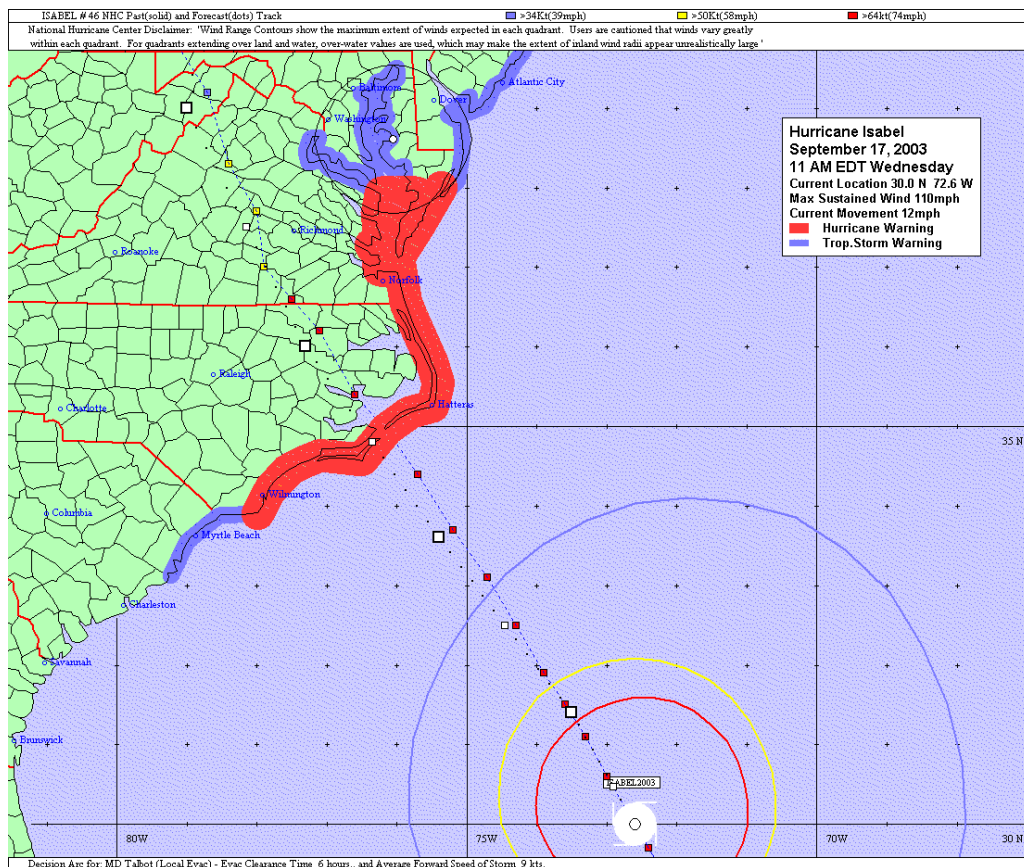 ISABEL # 46 NHC Past(solid) and Forecast(dots) Track >34Kt(39mph) >50Kt(58mph) >64kt(74mph)
National Hurricane Center Disclaimer: 'Wind Range Contours show the maximum extent of winds expected in each quadrant. Users are cautioned that winds vary greatly
within each quadrant. For quadrants extending over land and water, over-water values are used, which may make the extent of inland wind radii appear unrealistically large '
Atlantic City
Baltimore
Dover
Washington
Hurricane Isabel
September 17, 2003
11 AM EDT Wednesday
Current Location 30.0 N 72.6 W
Max Sustained Wind 110mph
Current Movement 12mph
Hurricane Warning
Trop.Storm Warning
Richmond
Roanoke
Norfolk
Raleigh
Charlotte
Hatteras
35 N
Wilmington
Columbia
Myrtle Beach
Charleston
Savannah
Brunswick
ISABEL2003
80W 75W 70W 30 N
Decision Arc for: MD Talbot (Local Evac) - Evac Clearance Time 6 hours.. and Average Forward Speed of Storm 9 kts.